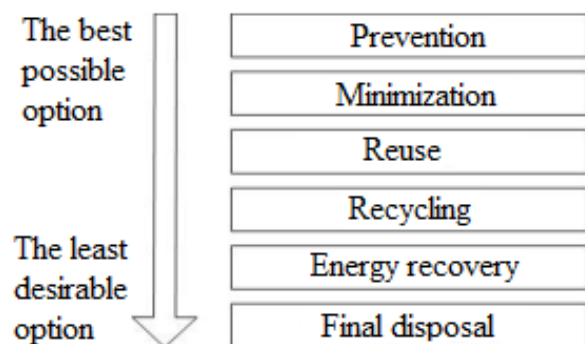 The best
possible
option
The least
desirable
option
Prevention
Minimization
Reuse
Recycling
Energy recovery
Final disposal